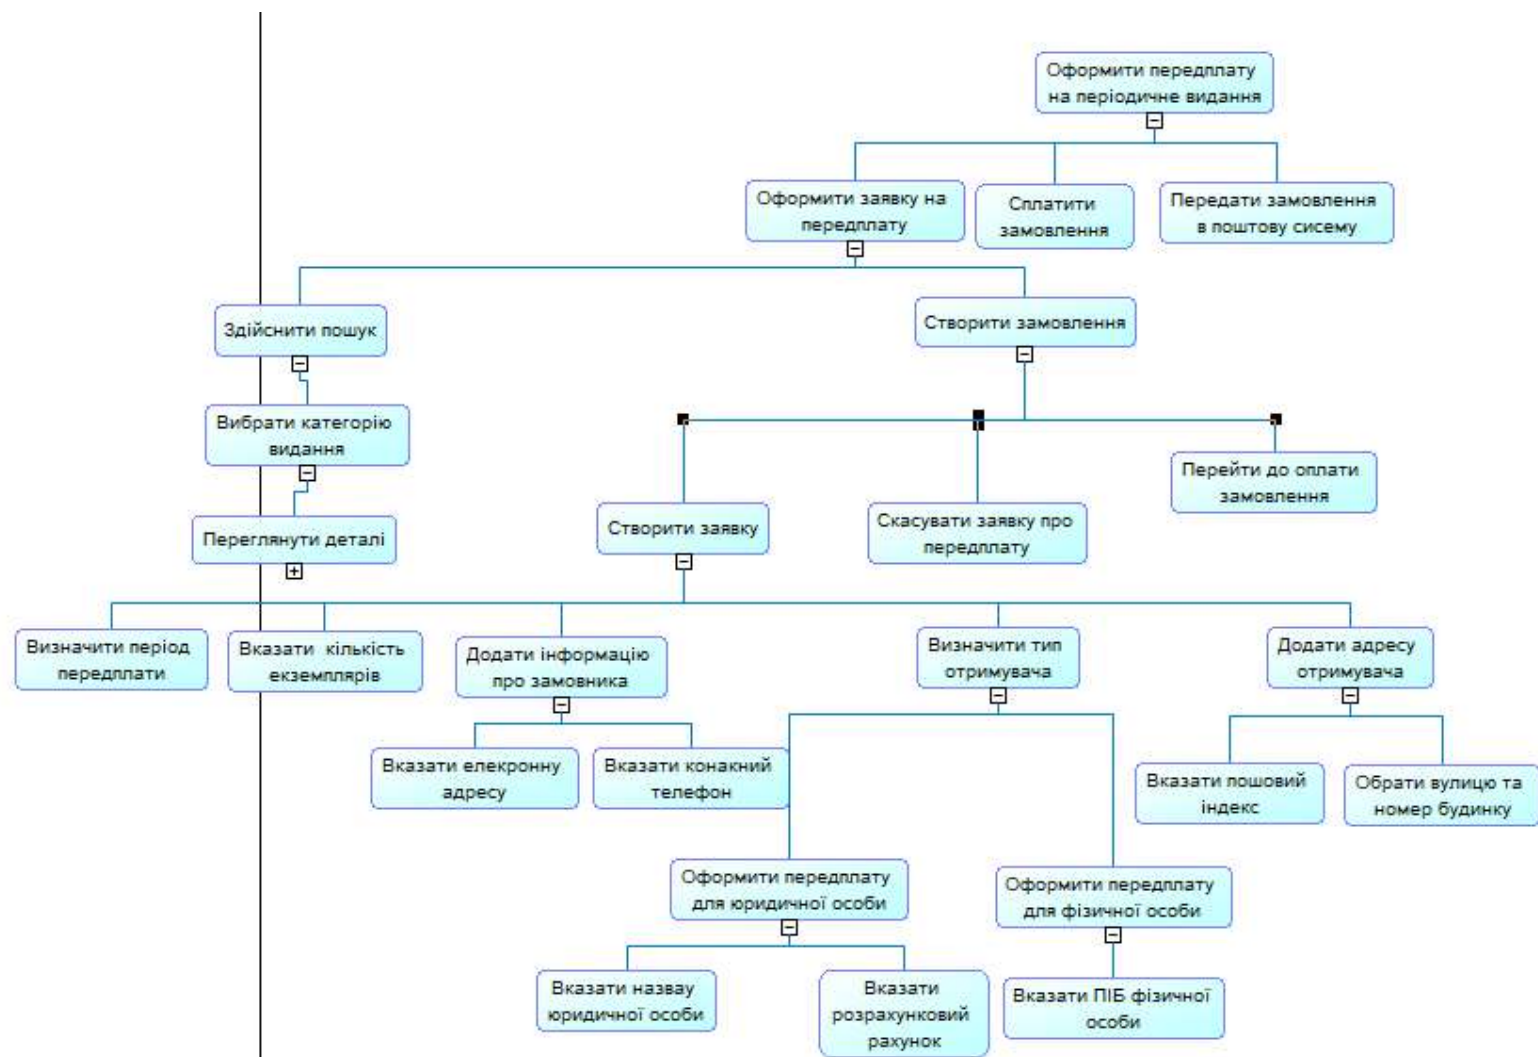 Оформити передплату
на періодичне видання
Оформити заявку на
передплату
Сплатити
замовлення
Передати замовлення
в поштову сисему
Здійснити пошук
Створити замовлення
Вибрати категорію
видання
Перейти до оплати
замовлення
Переглянути деталі
Створити заявку
Скасувати заявку про
передплату
Визначити період
передплати
Вказати кількість
екземплярів
Додати інформацію
про замовника
Визначити тип
отримувача
Додати адресу
отримувача
Вказати елекронну
адресу
Вказати конакний
телефон
Вказати пошовий
індекс
Обрати вулицю та
номер будинку
Оформити передплату
для юридичної особи
Оформити передплату
для фізичної особи
Вказати назвау
юридичної особи
Вказати
розрахунковий
рахунок
Вказати ПІБ фізичної
особи